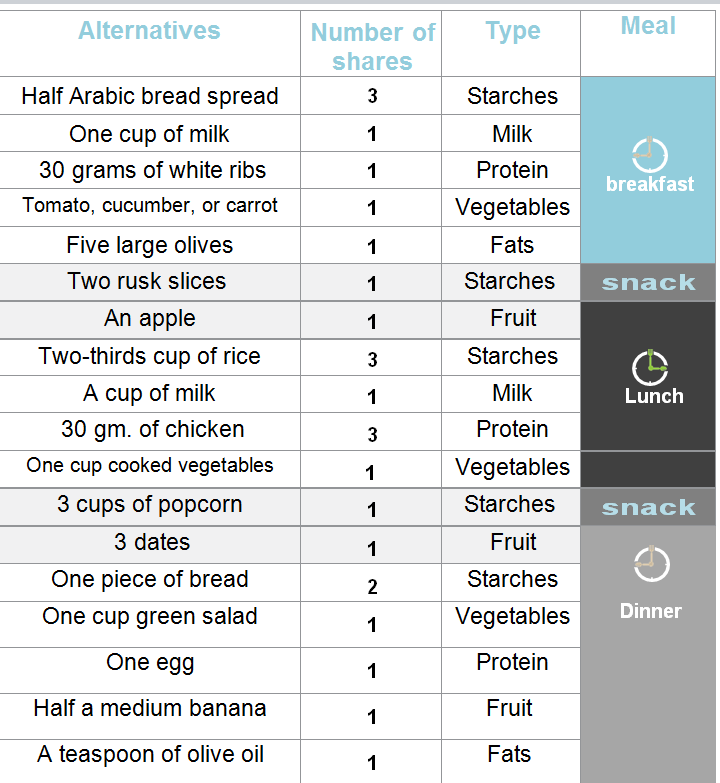 Alternatives Number of shares Type Meal
Half Arabic bread spread 3 Starches
One cup of milk 1 Milk
30 grams of white ribs 1 Protein
breakfast
Tomato, cucumber, or carrot 1 Vegetables
Five large olives 1 Fats
Two rusk slices 1 Starches snack
An apple 1 Fruit
Two-thirds cup of rice 3 Starches
A cup of milk 1 Milk
Lunch
30 gm. of chicken 3 Protein
One cup cooked vegetables 1 Vegetables
3 cups of popcorn 1 Starches snack
3 dates 1 Fruit
One piece of bread 2 Starches
One cup green salad 1 Vegetables
Dinner
One egg 1 Protein
Half a medium banana 1 Fruit
A teaspoon of olive oil 1 Fats